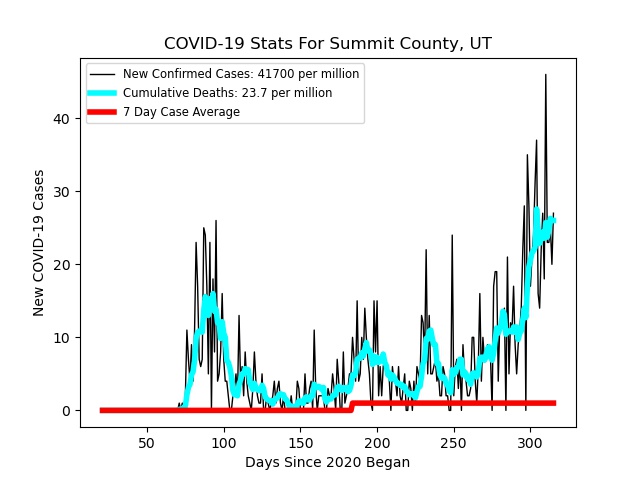 COVID-19 Stats For Summit County, UT
New Confirmed Cases: 41700 per million
Cumulative Deaths: 23.7 per million
7 Day Case Average
New COVID-19 Cases
40
30
20
10
0
50 100 150 200 250 300
Days Since 2020 Began